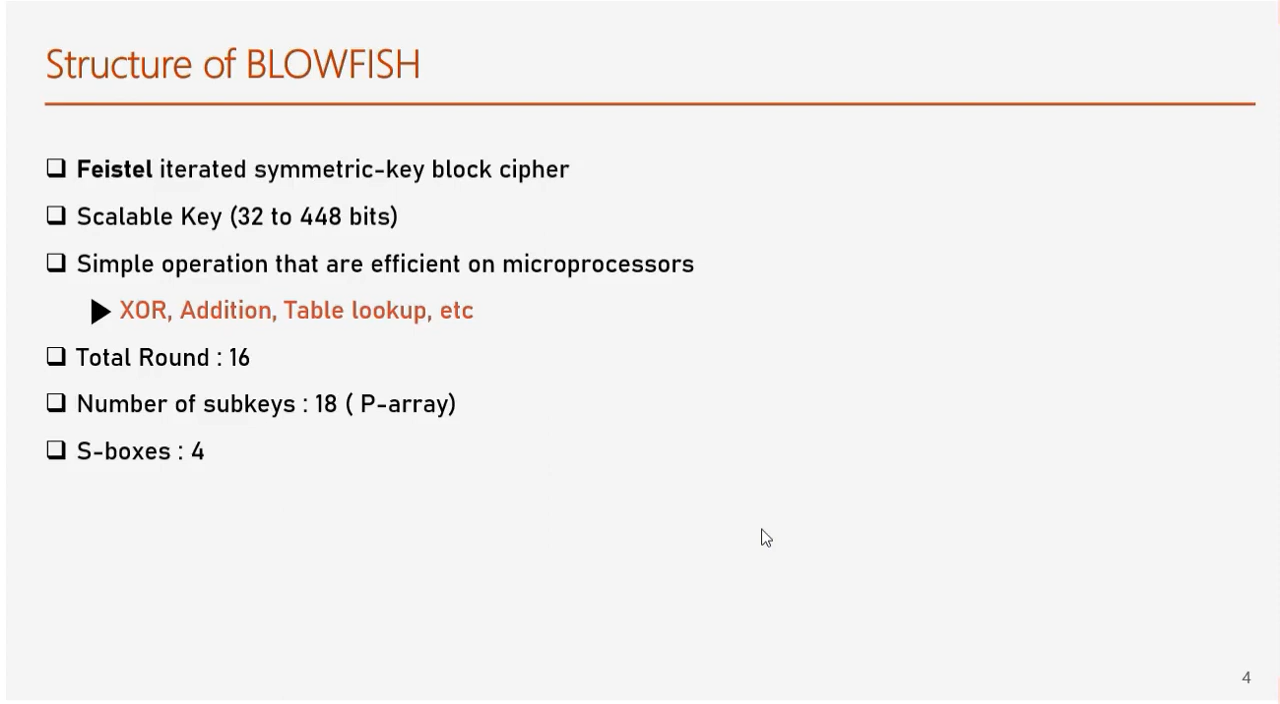 Structure of BLOWFISH
Feistel iterated symmetric-key block cipher
Scalable Key (32 to 448 bits)
Simple operation that are efficient on microprocessors
XOR, Addition, Table lookup, etc
Total Round : 16
Number of subkeys : 18 ( P-array)
S-boxes : 4
4